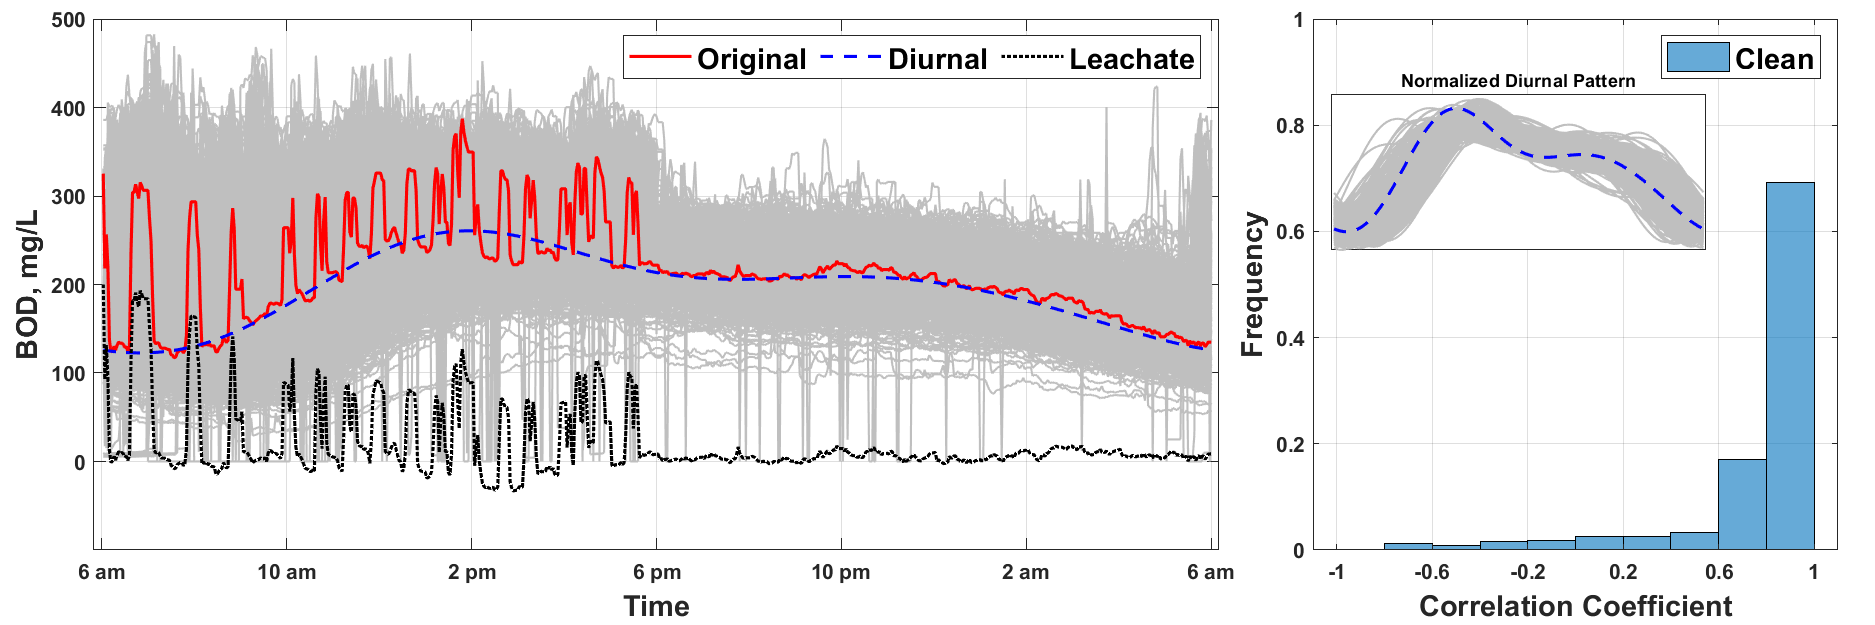 500
400
300
200
100
0
BOD, mg/L
Original Diurnal Leachate
6 am 10 am 2 pm 6 pm 10 pm 2 am 6 am
Time
1
0.8
0.6
0.4
0.2
0
Frequency
Clean
Normalized Diurnal Pattern
-1 -0.6 -0.2 0.2 0.6 1
Correlation Coefficient